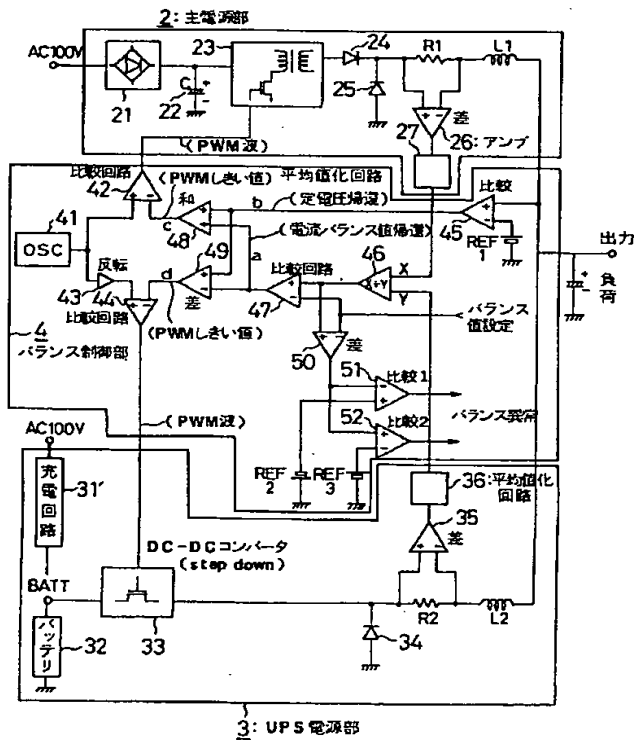 2: 主電源部
AC100V
21
C
+
-
22
23
24
25
R1
L1
差
26: アンプ
27
(PWM波)
平均値化回路
比較回路
42
(PWMしきい値)
和
c
48
b
(定電圧帰還)
比較
45
REF
1
出力
負荷
41
OSC
反転
43
44
比較回路
49
d
差
(PWMしきい値)
(電流バランス値帰還)
a
比較回路
47
46
X÷Y
X
Y
バランス
値設定
4
バランス制御部
50
差
51
比較1
52
比較2
バランス異常
(PWM波)
REF
2
REF
3
AC100V
充電回路
31'
36:平均値化
回路
35
差
DC-DCコンバータ
(step down)
BATT
バッテリ
32
33
34
R2
L2
3: UPS電源部